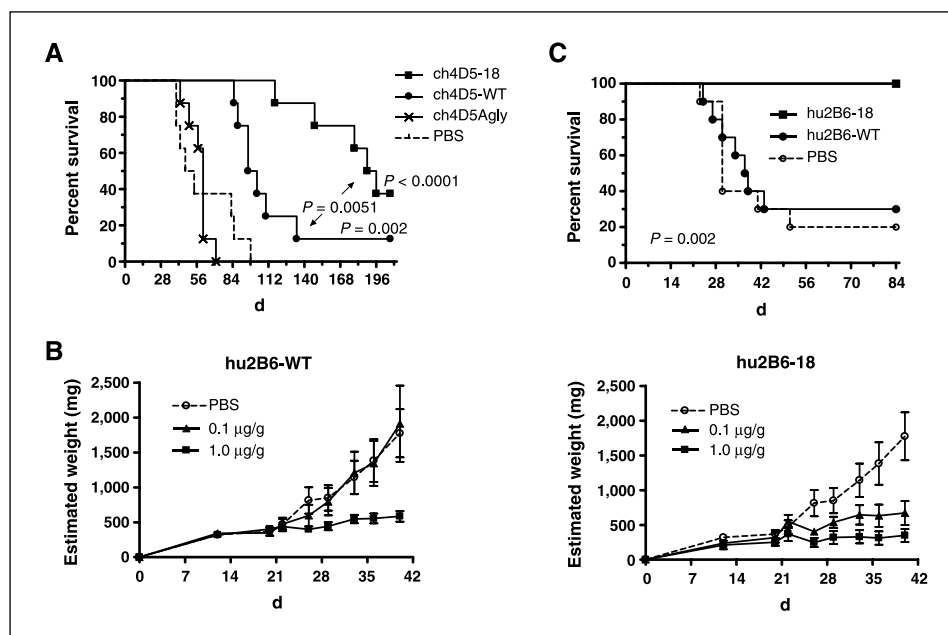 A
Percent survival
100
80
60
40
20
0
0 28 56 84 112 140 168 196
d
ch4D5-18
ch4D5-WT
ch4D5Agly
PBS
P < 0.0001
P = 0.0051
P = 0.002
C
Percent survival
100
80
60
40
20
0
0 14 28 42 56 70 84
d
hu2B6-18
hu2B6-WT
PBS
P = 0.002
B
hu2B6-WT
Estimated weight (mg)
2,500
2,000
1,500
1,000
500
0
0 7 14 21 28 35 42
d
PBS
0.1 µg/g
1.0 µg/g
hu2B6-18
Estimated weight (mg)
2,500
2,000
1,500
1,000
500
0
0 7 14 21 28 35 42
d
PBS
0.1 µg/g
1.0 µg/g